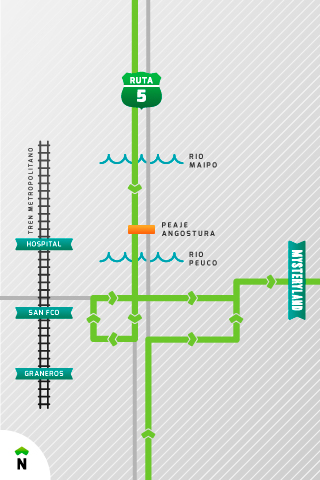 RUTA
5
RIO
MAIPO
TREN METROPOLITANO
PEAJE
ANGOSTURA
HOSPITAL
RIO
PEUCO
MYSTERYLAND
SAN FCO
GRANEROS
N